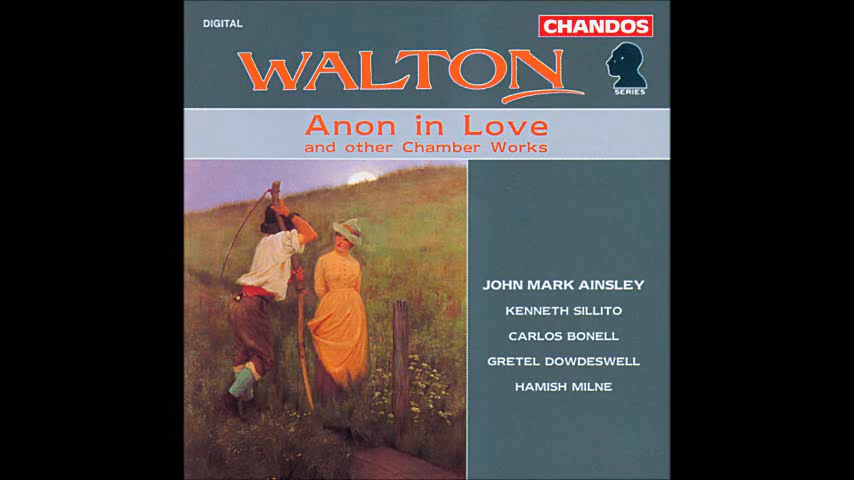 DIGITAL
CHANDOS
WALTON
SERIES
Anon in Love
and other Chamber Works
JOHN MARK AINSLEY
KENNETH SILLITO
CARLOS BONELL
GRETEL DOWDESWELL
HAMISH MILNE